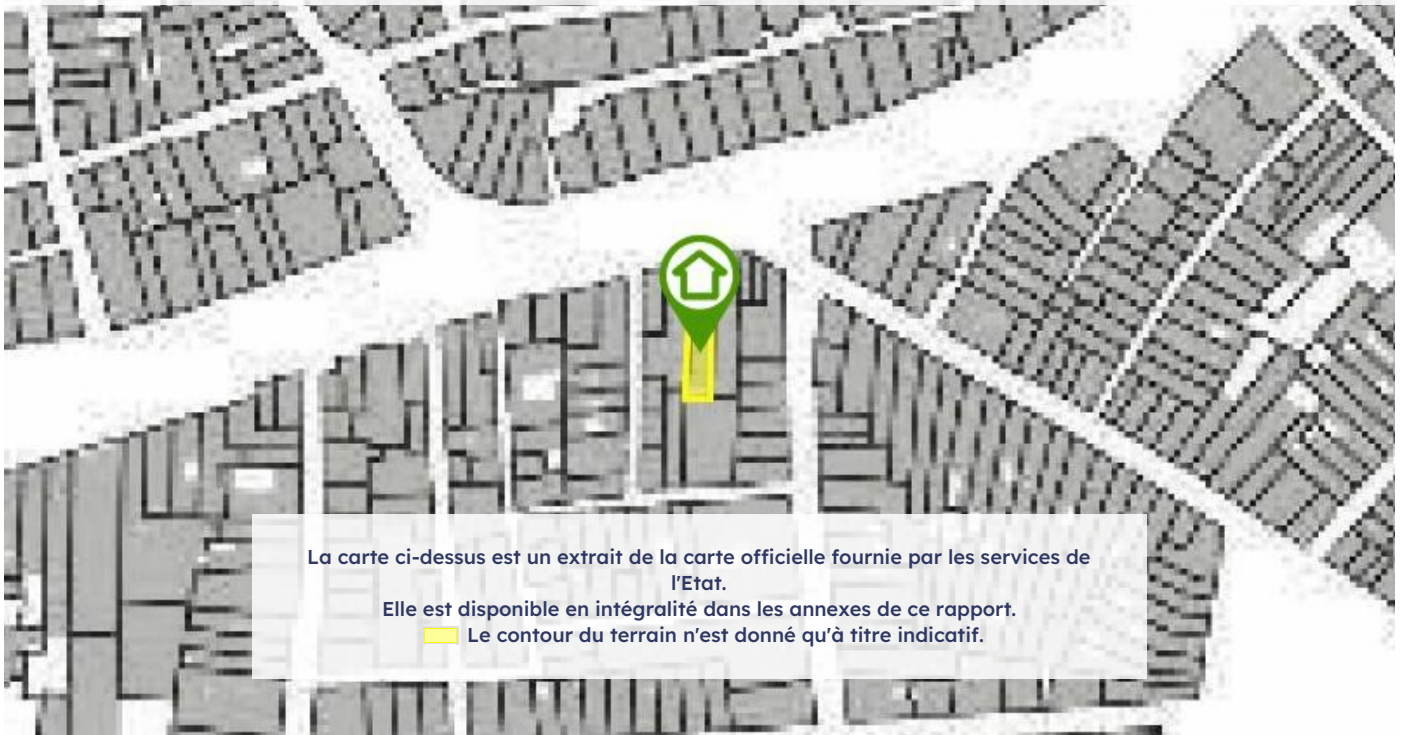 La carte ci-dessus est un extrait de la carte officielle fournie par les services de
l'Etat.
Elle est disponible en intégralité dans les annexes de ce rapport.
Le contour du terrain n'est donné qu'à titre indicatif.